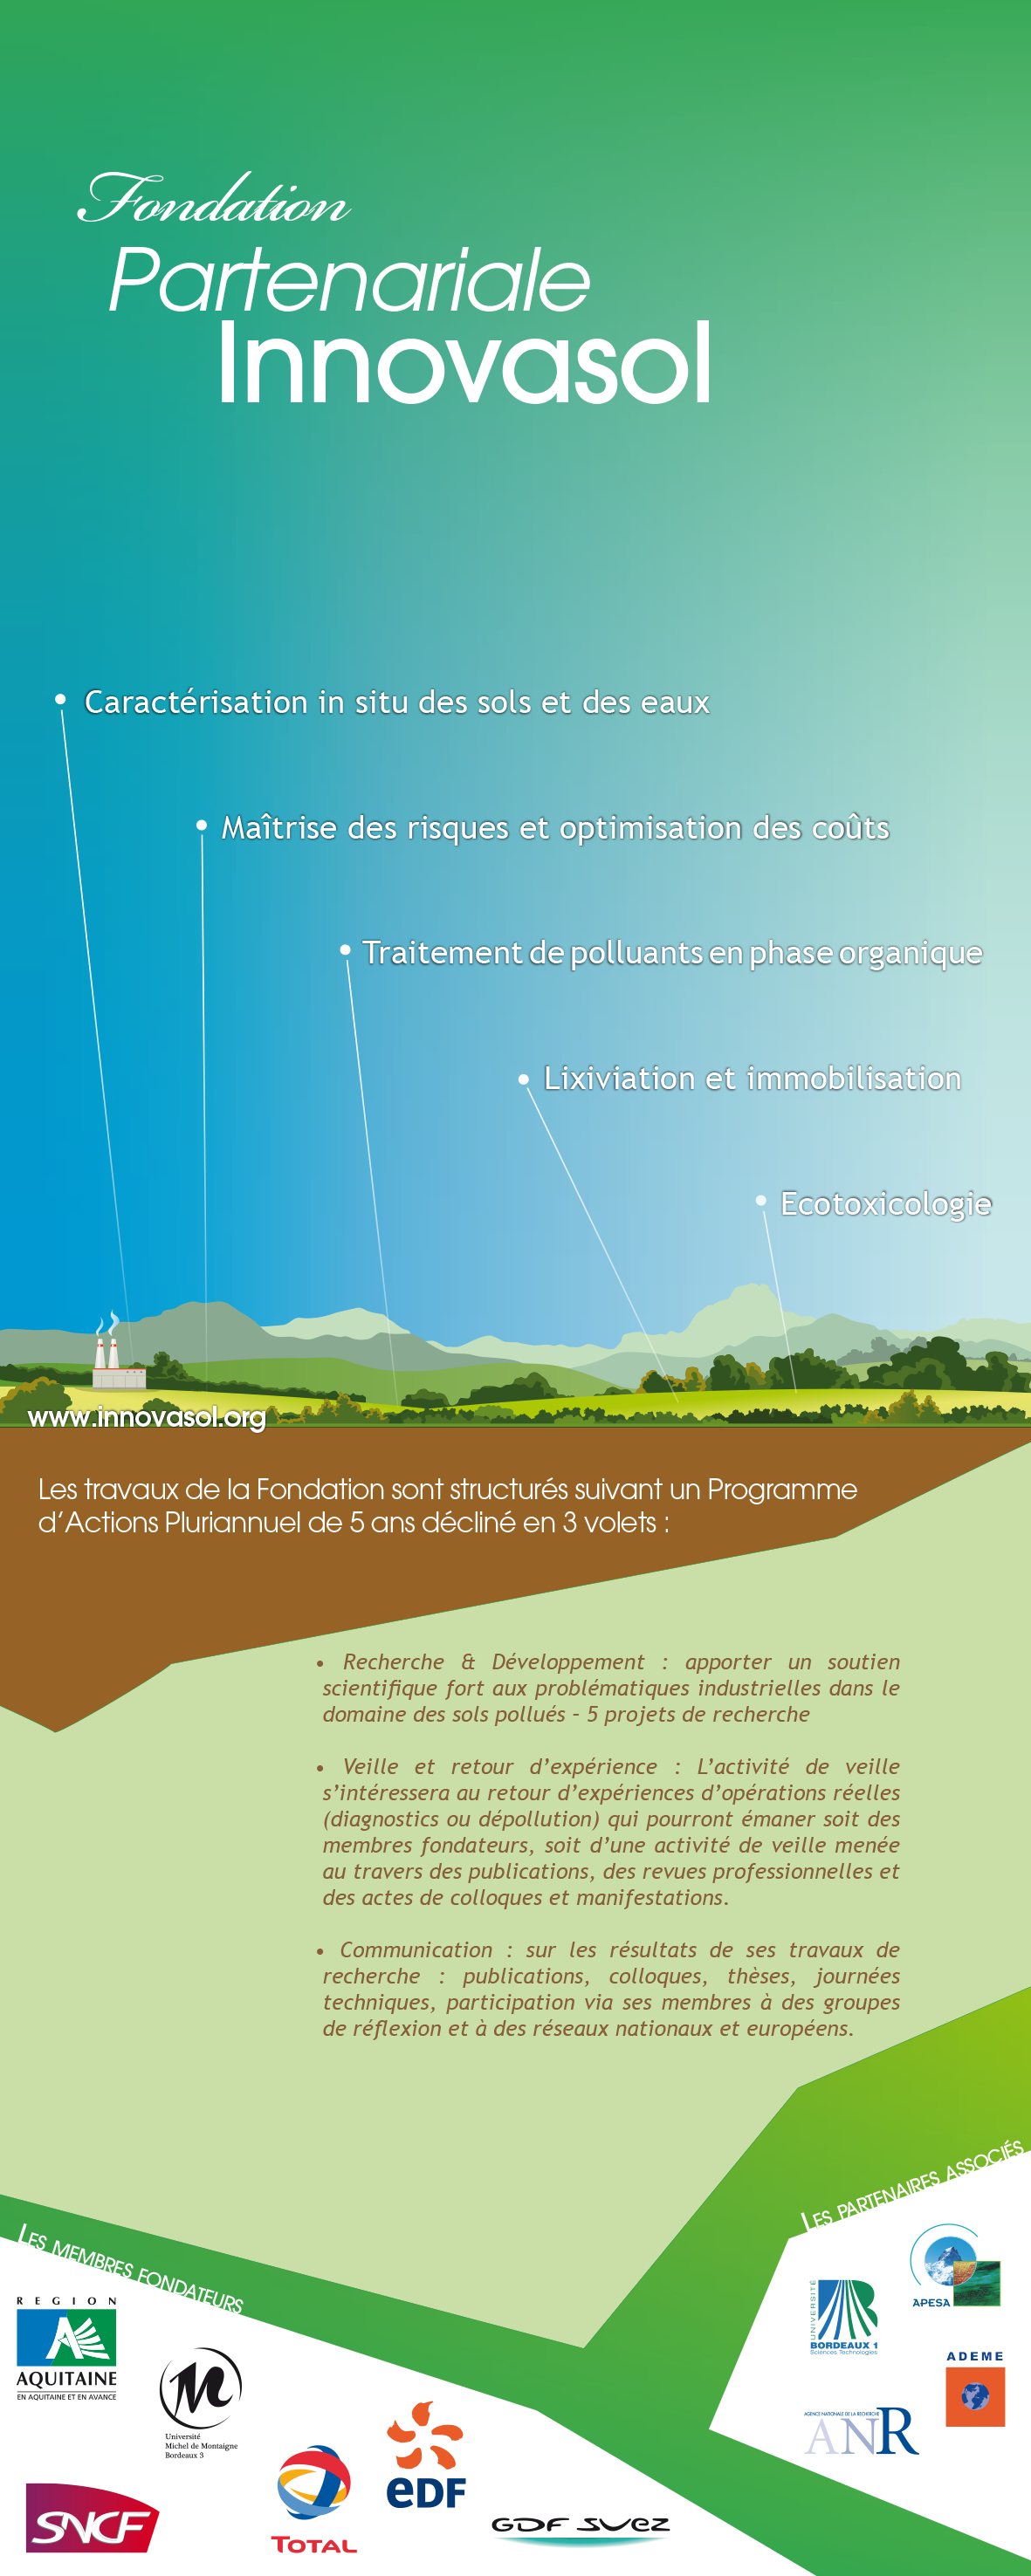 Fondation
Partenariale
Innovasol
• Caractérisation in situ des sols et des eaux
• Maîtrise des risques et optimisation des coûts
• Traitement de polluants en phase organique
• Lixiviation et immobilisation
• Ecotoxicologie
www.innovasol.org
Les travaux de la Fondation sont structurés suivant un Programme
d’Actions Pluriannuel de 5 ans décliné en 3 volets :
• Recherche & Développement : apporter un soutien
scientifique fort aux problématiques industrielles dans le
domaine des sols pollués – 5 projets de recherche
• Veille et retour d’expérience : L’activité de veille
s’intéressera au retour d’expériences d’opérations réelles
(diagnostics ou dépollution) qui pourront émaner soit des
membres fondateurs, soit d’une activité de veille menée
au travers des publications, des revues professionnelles et
des actes de colloques et manifestations.
• Communication : sur les résultats de ses travaux de
recherche : publications, colloques, thèses, journées
techniques, participation via ses membres à des groupes
de réflexion et à des réseaux nationaux et européens.
Les membres fondateurs
REGION
AQUITAINE
EN AQUITAINE ET EN AVANCE
M
Université
Michel de Montaigne
Bordeaux 3
SNCF
TOTAL
eDF
GDF SUEZ
Les partenaires associés
APESA
UNIVERSITÉ
BORDEAUX 1
Sciences Technologies
ADEME
AGENCE NATIONALE DE LA RECHERCHE
ANR